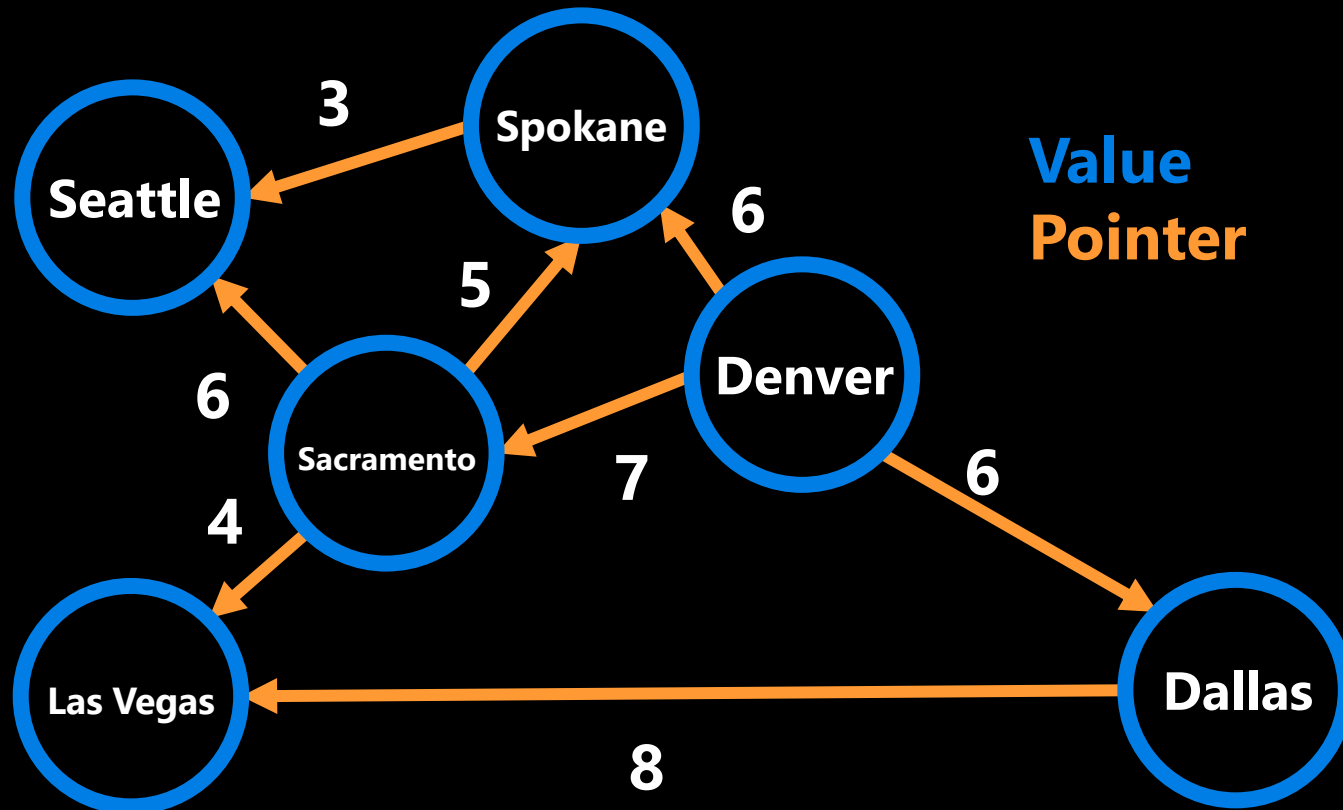 3
Spokane
Value
Seattle
6
Pointer
5
Denver
6
Sacramento
7
6
4
Las Vegas
Dallas
8